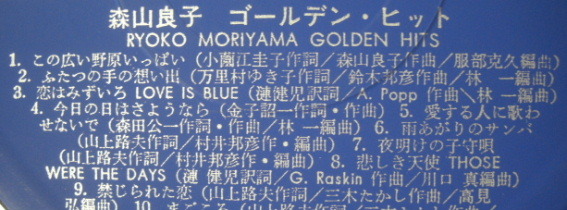 森山良子 ゴールデン・ヒット
RYOKO MORIYAMA GOLDEN HITS
1. この広い野原いっぱい（小薗江圭子作詞／森山良子作曲／服部克久編曲）
2. ふたつの手の想い出（万里村ゆき子作詞／鈴木邦彦作曲／林 一編曲）
3. 恋はみずいろ LOVE IS BLUE（漣健児訳詞／A. Popp 作曲＼林 一編曲）
4. 今日の日はさようなら（金子詔一作詞・作曲） 5. 愛する人に歌わ
せないで（森田公一作詞・作曲／林 一編曲） 6. 雨あがりのサンバ
（山上路夫作詞／村井邦彦作・編曲） 7. 夜明けの子守唄
（山上路夫作詞／村井邦彦作・編曲） 8. 悲しき天使 THOSE
WERE THE DAYS（漣 健児訳詞／G. Raskin 作曲／川口 真編曲）
9. 禁じられた恋（山上路夫作詞／三木たかし作曲／高見
弘編曲） 10. まごころ